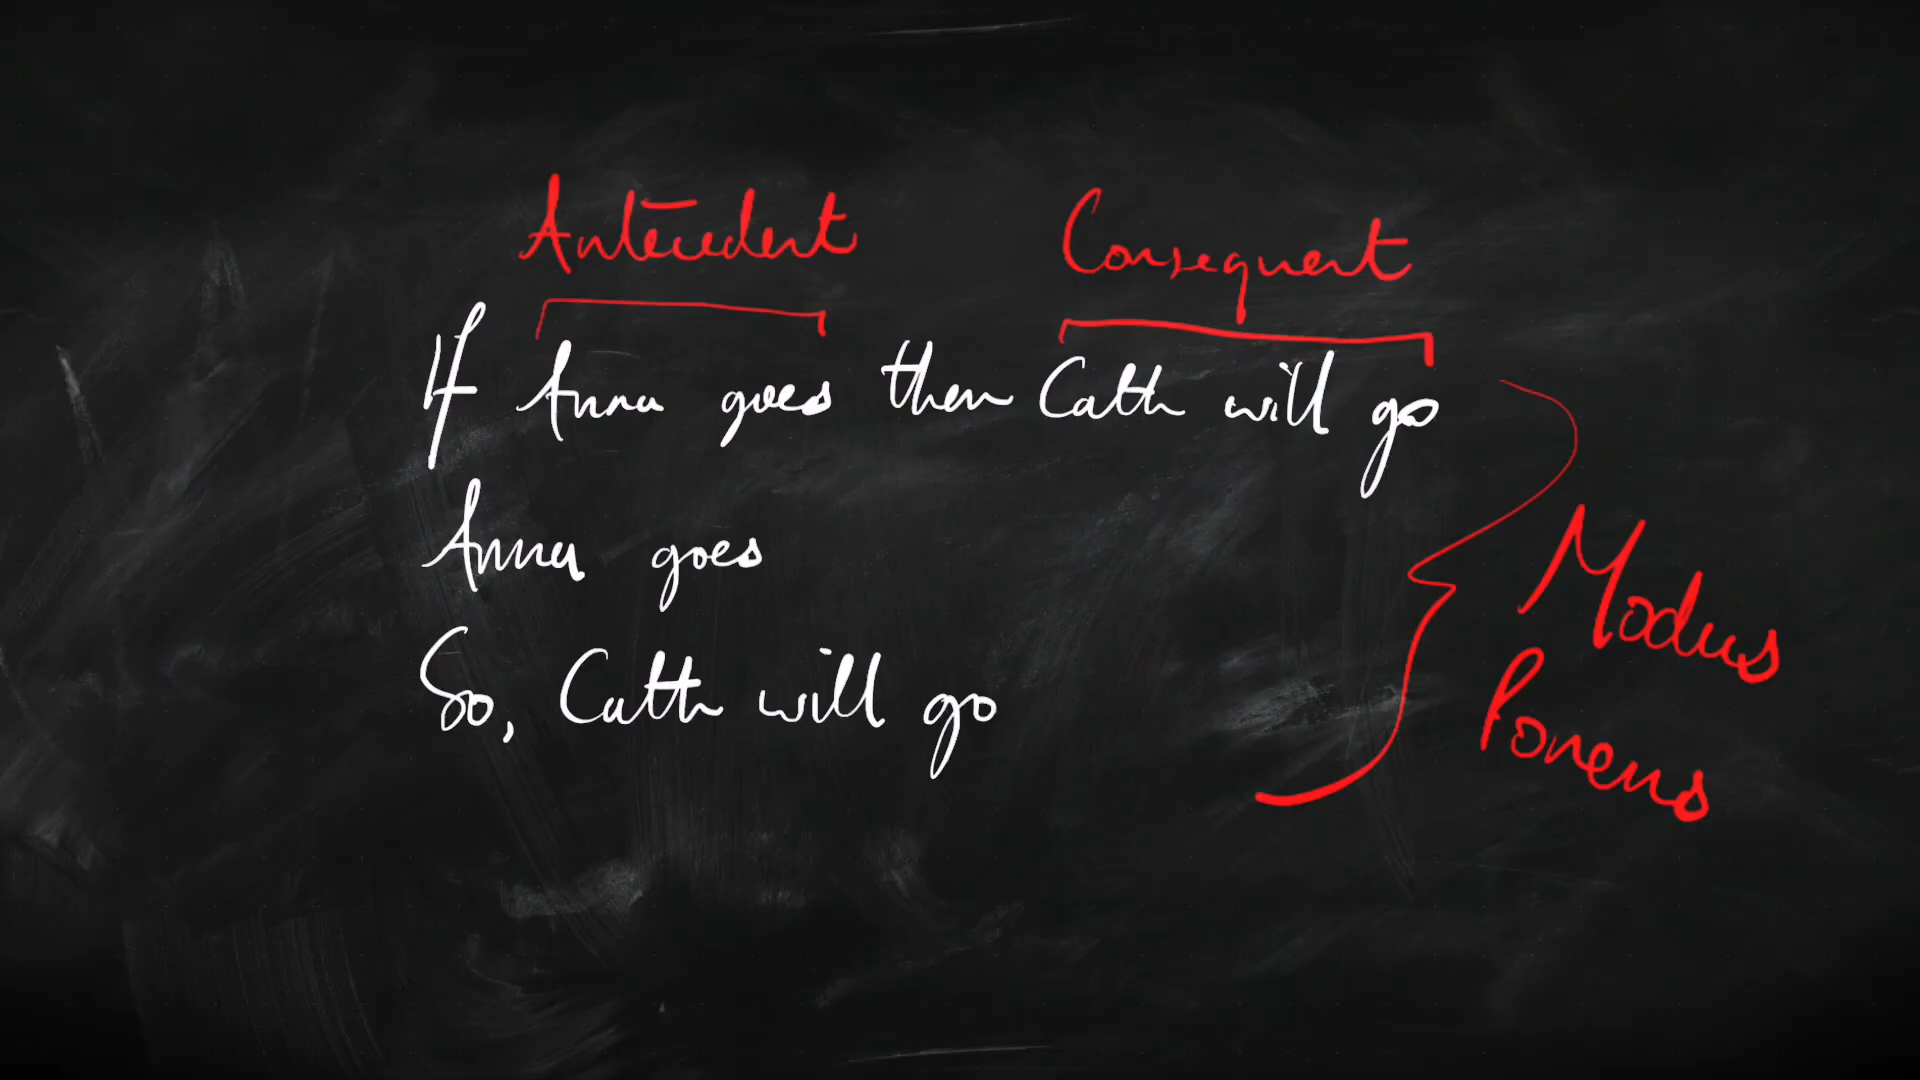 Antecedent Consequent
If Anna goes then Cath will go
Anna goes
So, Cath will go
Modus
Ponens